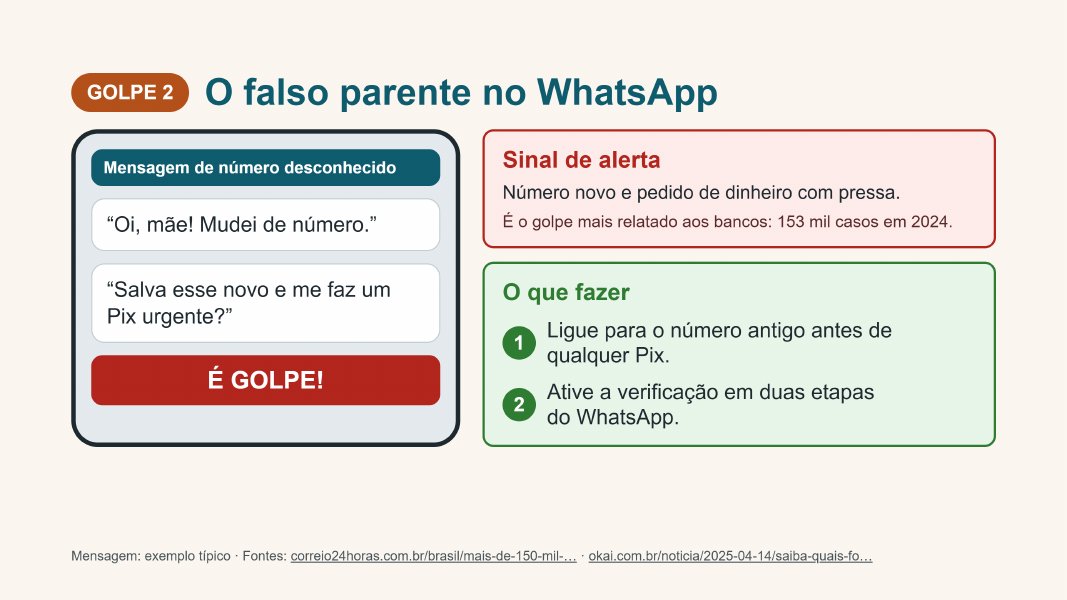 GOLPE 2
O falso parente no WhatsApp
Mensagem de número desconhecido
“Oi, mãe! Mudei de número.”
“Salva esse novo e me faz um
Pix urgente?”
É GOLPE!
Sinal de alerta
Número novo e pedido de dinheiro com pressa.
É o golpe mais relatado aos bancos: 153 mil casos em 2024.
O que fazer
1 Ligue para o número antigo antes de
qualquer Pix.
2 Ative a verificação em duas etapas
do WhatsApp.
Mensagem: exemplo típico · Fontes: correio24horas.com.br/brasil/mais-de-150-mil-… · okai.com.br/noticia/2025-04-14/saiba-quais-fo…